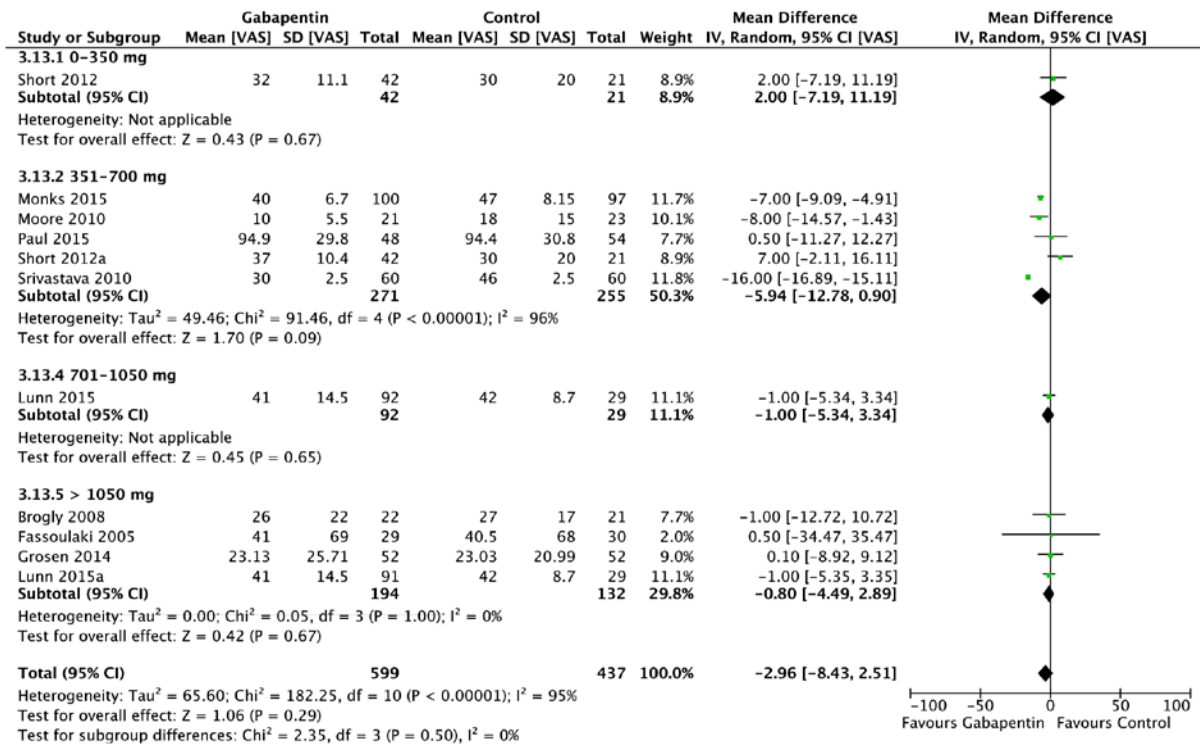 Gabapentin Control Mean Difference Mean Difference
Study or Subgroup Mean [VAS] SD [VAS] Total Mean [VAS] SD [VAS] Total Weight IV, Random, 95% CI [VAS] IV, Random, 95% CI [VAS]
3.13.1 0-350 mg
Short 2012 32 11.1 42 30 20 21 8.9% 2.00 [-7.19, 11.19]
Subtotal (95% CI) 42 21 8.9% 2.00 [-7.19, 11.19]
Heterogeneity: Not applicable
Test for overall effect: Z = 0.43 (P = 0.67)
3.13.2 351-700 mg
Monks 2015 40 6.7 100 47 8.15 97 11.7% -7.00 [-9.09, -4.91]
Moore 2010 10 5.5 21 18 15 23 10.1% -8.00 [-14.57, -1.43]
Paul 2015 94.9 29.8 48 94.4 30.8 54 7.7% 0.50 [-11.27, 12.27]
Short 2012a 37 10.4 42 30 20 21 8.9% 7.00 [-2.11, 16.11]
Srivastava 2010 30 2.5 60 46 2.5 60 11.8% -16.00 [-16.89, -15.11]
Subtotal (95% CI) 271 255 50.3% -5.94 [-12.78, 0.90]
Heterogeneity: Tau² = 49.46; Chi² = 91.46, df = 4 (P < 0.00001); I² = 96%
Test for overall effect: Z = 1.70 (P = 0.09)
3.13.4 701-1050 mg
Lunn 2015 41 14.5 92 42 8.7 29 11.1% -1.00 [-5.34, 3.34]
Subtotal (95% CI) 92 29 11.1% -1.00 [-5.34, 3.34]
Heterogeneity: Not applicable
Test for overall effect: Z = 0.45 (P = 0.65)
3.13.5 > 1050 mg
Brogly 2008 26 22 22 27 17 21 7.7% -1.00 [-12.72, 10.72]
Fassoulaki 2005 41 69 29 40.5 68 30 2.0% 0.50 [-34.47, 35.47]
Grosen 2014 23.13 25.71 52 23.03 20.99 52 9.0% 0.10 [-8.92, 9.12]
Lunn 2015a 41 14.5 91 42 8.7 29 11.1% -1.00 [-5.35, 3.35]
Subtotal (95% CI) 194 132 29.8% -0.80 [-4.49, 2.89]
Heterogeneity: Tau² = 0.00; Chi² = 0.05, df = 3 (P = 1.00); I² = 0%
Test for overall effect: Z = 0.42 (P = 0.67)
Total (95% CI) 599 437 100.0% -2.96 [-8.43, 2.51]
Heterogeneity: Tau² = 65.60; Chi² = 182.25, df = 10 (P < 0.00001); I² = 95%
Test for overall effect: Z = 1.06 (P = 0.29)
Test for subgroup differences: Chi² = 2.35, df = 3 (P = 0.50), I² = 0%
-100 -50 0 50 100
Favours Gabapentin Favours Control